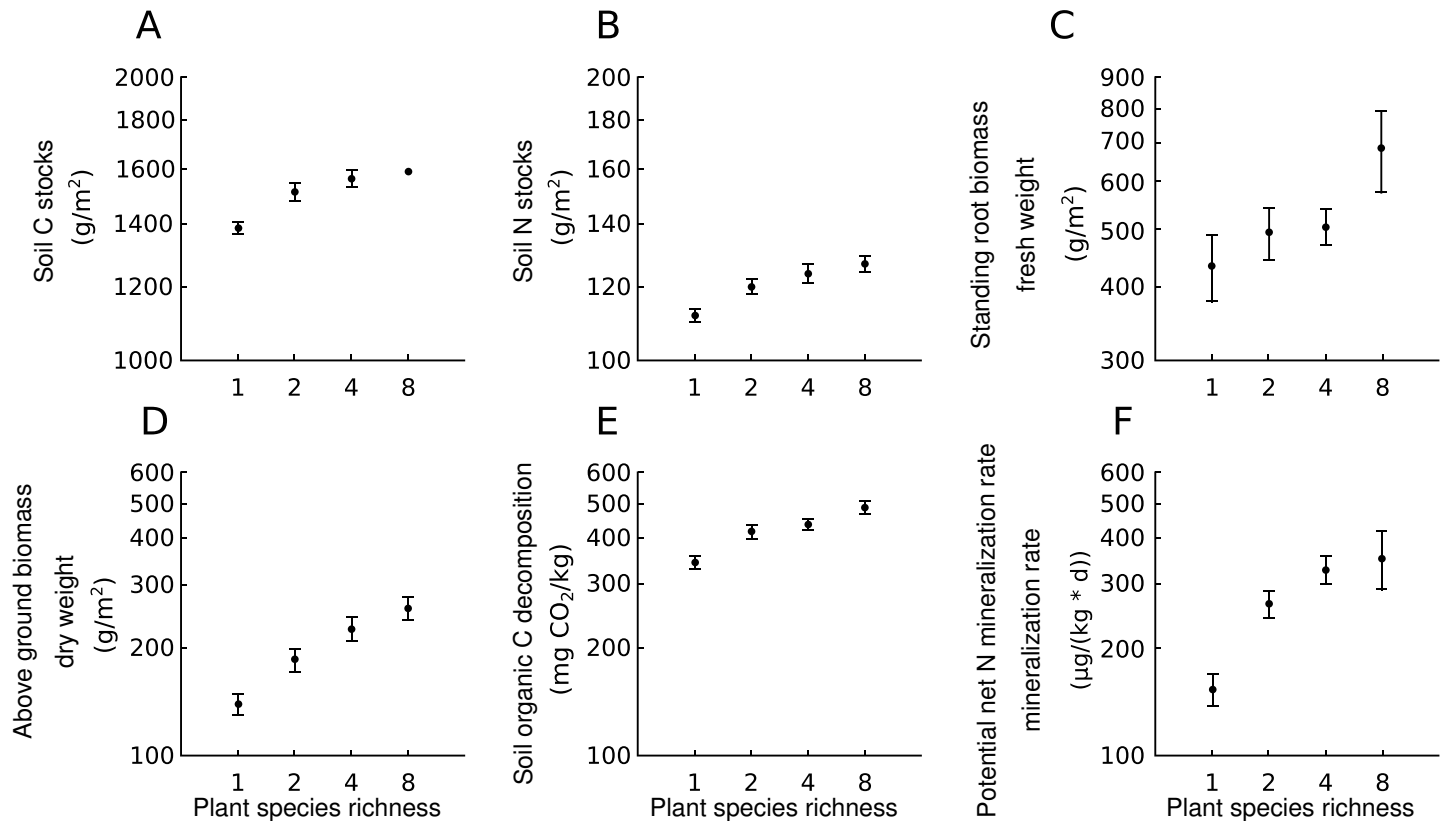 A
Soil C stocks
(g/m²)
2000
1800
1600
1400
1200
1000
1 2 4 8
B
Soil N stocks
(g/m²)
200
180
160
140
120
100
1 2 4 8
C
Standing root biomass
fresh weight
(g/m²)
900
800
700
600
500
400
300
1 2 4 8
D
Above ground biomass
dry weight
(g/m²)
600
500
400
300
200
100
1 2 4 8
Plant species richness
E
Soil organic C decomposition
(mg CO₂/kg)
600
500
400
300
200
100
1 2 4 8
Plant species richness
F
Potential net N mineralization rate
mineralization rate
(µg/(kg * d))
600
500
400
300
200
100
1 2 4 8
Plant species richness